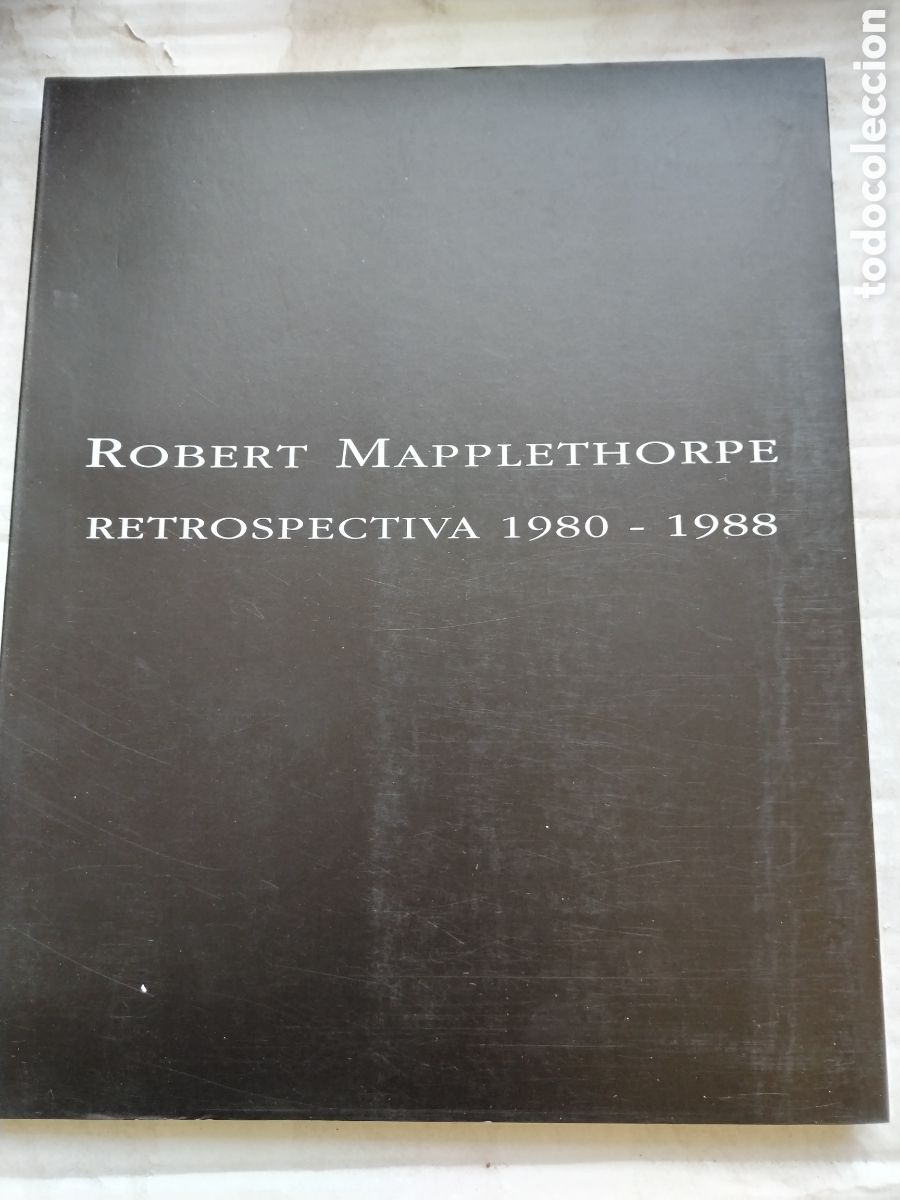 ROBERT MAPPLETHORPE
RETROSPECTIVA 1980 - 1988
todocoleccion